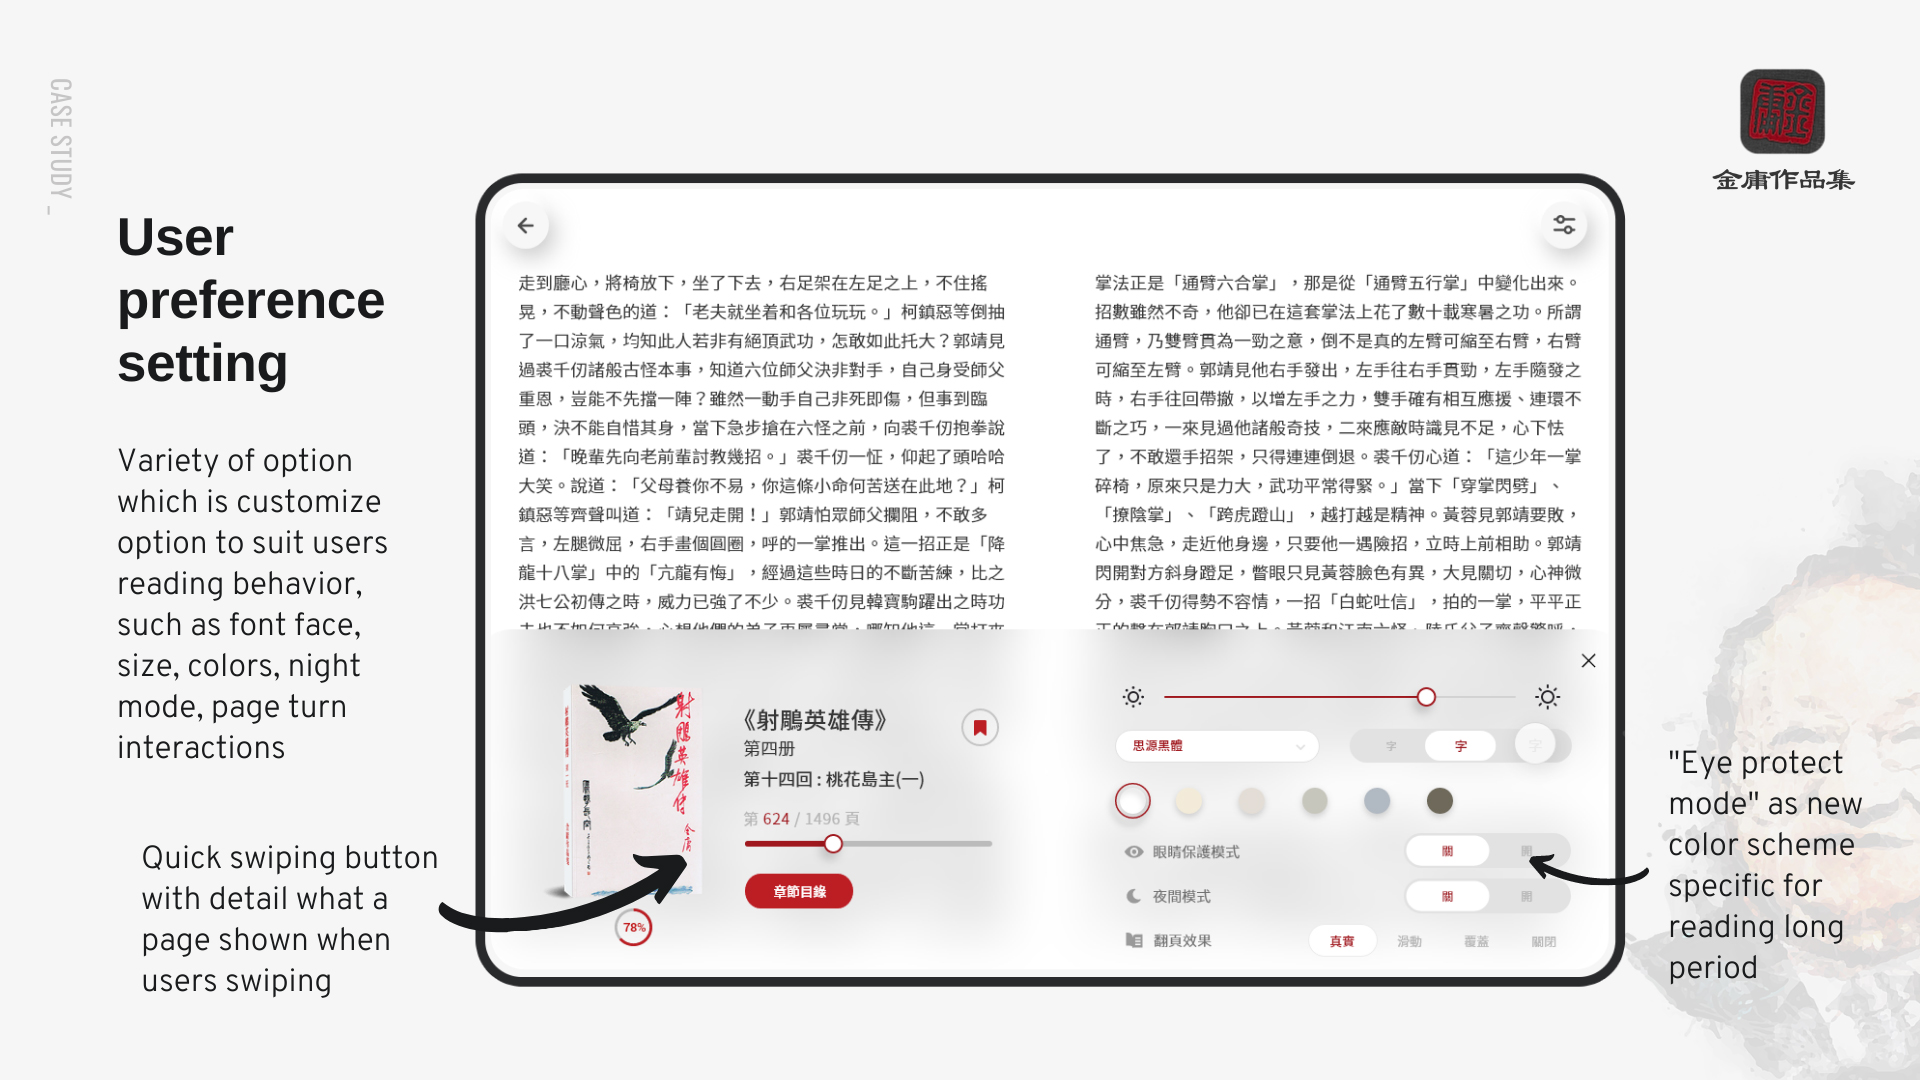 CASE STUDY _
金庸作品集
User
preference
setting
Variety of option
which is customize
option to suit users
reading behavior,
such as font face,
size, colors, night
mode, page turn
interactions
Quick swiping button
with detail what a
page shown when
users swiping
走到廳心，將椅放下，坐了下去，右足架在左足之上，不住搖
晃，不動聲色的道：「老夫就坐着和各位玩玩。」柯鎮惡等倒抽
了一口涼氣，均知此人若非有絕頂武功，怎敢如此托大？郭靖見
過裘千仞諸般古怪本事，知道六位師父決非對手，自己身受師父
重恩，豈能不先擋一陣？雖然一動手自己非死即傷，但事到臨
頭，決不能自惜其身，當下急步搶在六怪之前，向裘千仞抱拳說
道：「晚輩先向老前輩討教幾招。」裘千仞一怔，仰起了頭哈哈
大笑。說道：「父母養你不易，你這條小命何苦送在此地？」柯
鎮惡等齊聲叫道：「靖兒走開！」郭靖怕眾師父攔阻，不敢多
言，左腿微屈，右手畫個圓圈，呼的一掌推出。這一招正是「降
龍十八掌」中的「亢龍有悔」，經過這些時日的不斷苦練，比之
洪七公初傳之時，威力已強了不少。裘千仞見韓寶駒躍出之時功
掌法正是「通臂六合掌」，那是從「通臂五行掌」中變化出來。
招數雖然不奇，他卻已在這套掌法上花了數十載寒暑之功。所謂
通臂，乃雙臂貫為一勁之意，倒不是真的左臂可縮至右臂，右臂
可縮至左臂。郭靖見他右手發出，左手往右手貫勁，左手隨發之
時，右手往回帶撤，以增左手之力，雙手確有相互應援、連環不
斷之巧，一來見過他諸般奇技，二來應敵時識見不足，心下怯
了，不敢還手招架，只得連連倒退。裘千仞心道：「這少年一掌
碎椅，原來只是力大，武功平常得緊。」當下「穿掌閃劈」、
「撩陰掌」、「跨虎蹬山」，越打越是精神。黃蓉見郭靖要敗，
心中焦急，走近他身邊，只要他一遇險招，立時上前相助。郭靖
閃開對方斜身蹬足，瞥眼只見黃蓉臉色有異，大見關切，心神微
分，裘千仞得勢不容情，一招「白蛇吐信」，拍的一掌，平平正
射鵰英雄傳
金庸
《射鵰英雄傳》
第四册
第十四回 : 桃花島主(一)
第 624 / 1496 頁
章節目錄
78%
思源黑體
字
字
字
眼睛保護模式
關
開
夜間模式
關
開
翻頁效果
真實
滑動
覆蓋
關閉
"Eye protect
mode" as new
color scheme
specific for
reading long
period